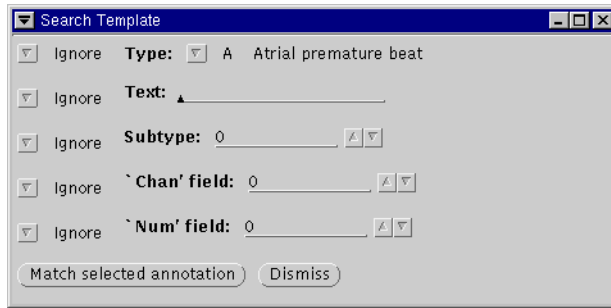 Search Template
Ignore Type: A Atrial premature beat
Ignore Text:
Ignore Subtype: 0
Ignore `Chan' field: 0
Ignore `Num' field: 0
Match selected annotation Dismiss